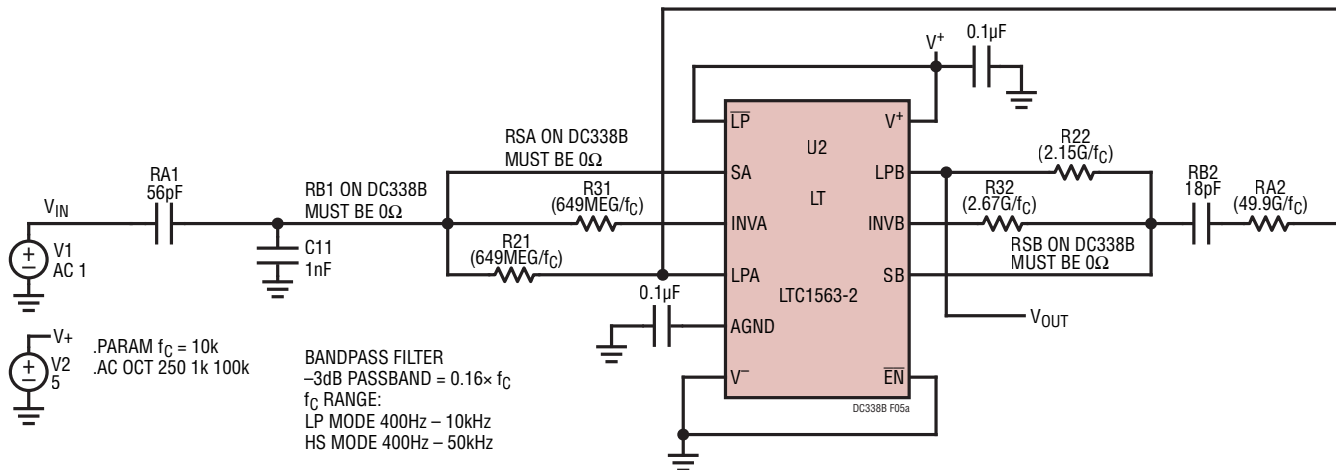 V+
0.1µF
RSA ON DC338B
MUST BE 0Ω
RA1
56pF
RB1 ON DC338B
MUST BE 0Ω
VIN
V1
AC 1
C11
1nF
R31
(649MEG/fC)
R21
(649MEG/fC)
0.1µF
LP
SA
INVA
LPA
AGND
V–
U2
LT
LTC1563-2
V+
LPB
INVB
SB
EN
DC338B F05a
R22
(2.15G/fC)
R32
(2.67G/fC)
RSB ON DC338B
MUST BE 0Ω
RB2
18pF
RA2
(49.9G/fC)
VOUT
V+
V2
5
.PARAM fC = 10k
.AC OCT 250 1k 100k
BANDPASS FILTER
–3dB PASSBAND = 0.16× fC
fC RANGE:
LP MODE 400Hz – 10kHz
HS MODE 400Hz – 50kHz